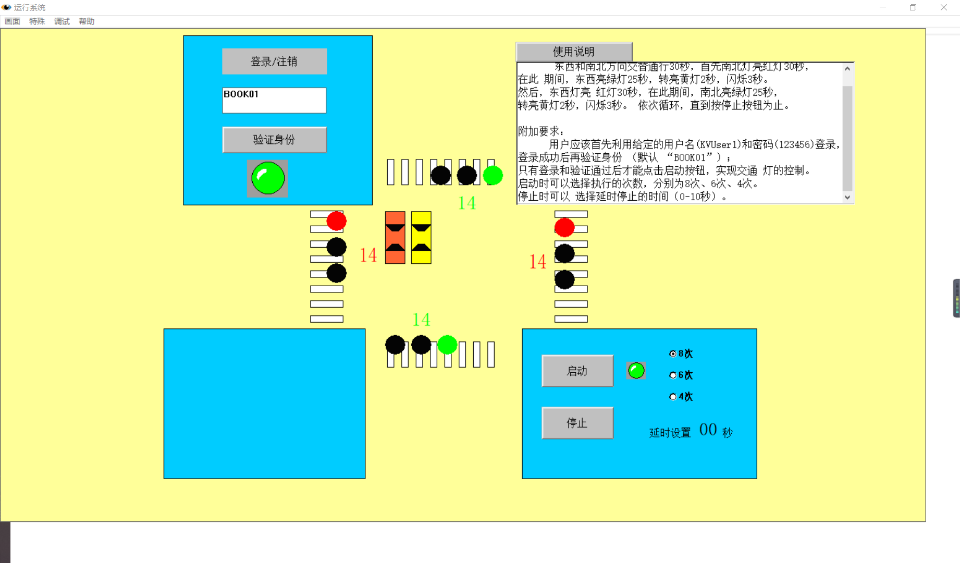 运行系统
画面 特殊 调试 帮助
登录/注销
BOOK01
验证身份
使用说明
东西和南北方向交替通行30秒，首先南北灯亮红灯30秒，
在此 期间，东西亮绿灯25秒，转亮黄灯2秒，闪烁3秒。
然后，东西灯亮 红灯30秒，在此期间，南北亮绿灯25秒，
转亮黄灯2秒，闪烁3秒。 依次循环，直到按停止按钮为止。
附加要求：
用户应该首先利用给定的用户名(KVUser1)和密码(123456)登录，
登录成功后再验证身份 （默认 “BOOK01”）；
只有登录和验证通过后才能点击启动按钮，实现交通 灯的控制。
启动时可以选择执行的次数，分别为8次、6次、4次。
停止时可以 选择延时停止的时间（0-10秒）。
14
14
14
14
启动
停止
8次
6次
4次
延时设置 00 秒